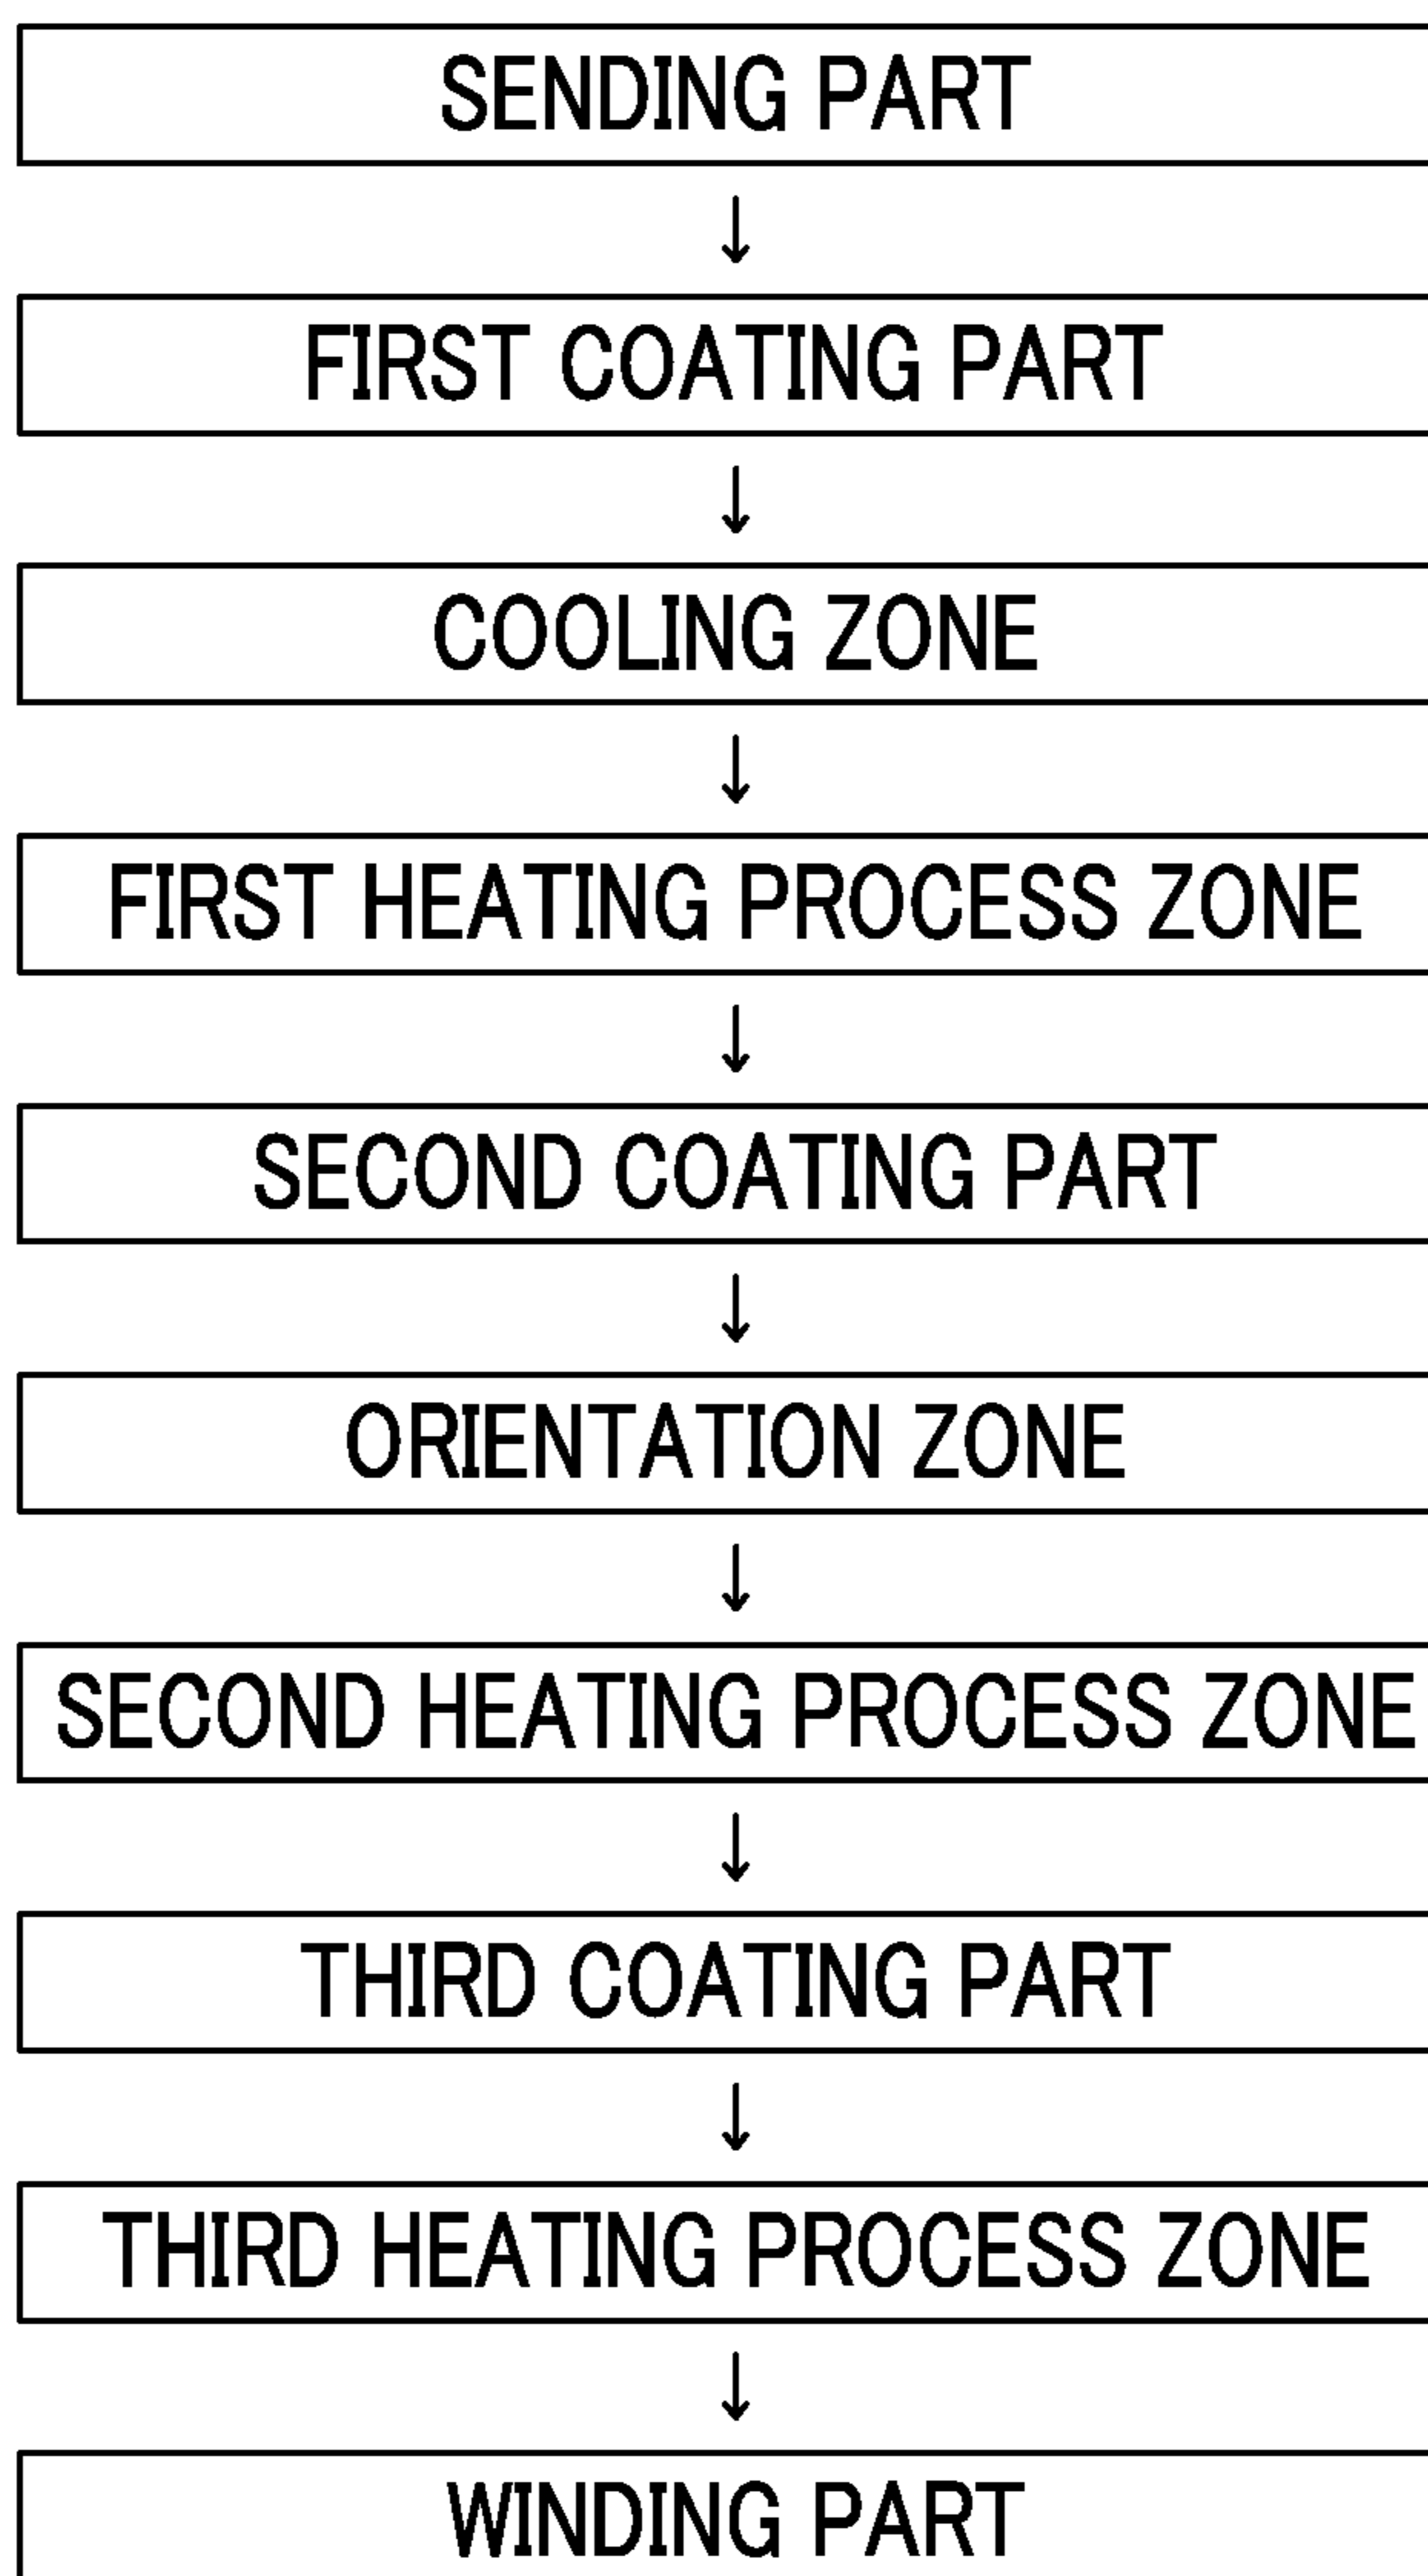 SENDING PART
↓
FIRST COATING PART
↓
COOLING ZONE
↓
FIRST HEATING PROCESS ZONE
↓
SECOND COATING PART
↓
ORIENTATION ZONE
↓
SECOND HEATING PROCESS ZONE
↓
THIRD COATING PART
↓
THIRD HEATING PROCESS ZONE
↓
WINDING PART